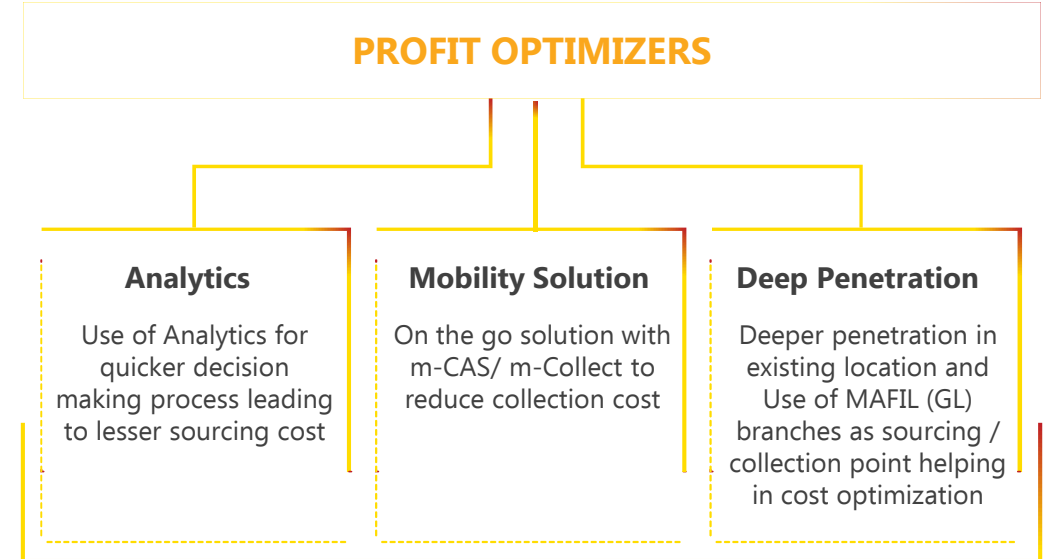 PROFIT OPTIMIZERS
Analytics
Use of Analytics for
quicker decision
making process leading
to lesser sourcing cost
Mobility Solution
On the go solution with
m-CAS/ m-Collect to
reduce collection cost
Deep Penetration
Deeper penetration in
existing location and
Use of MAFIL (GL)
branches as sourcing /
collection point helping
in cost optimization